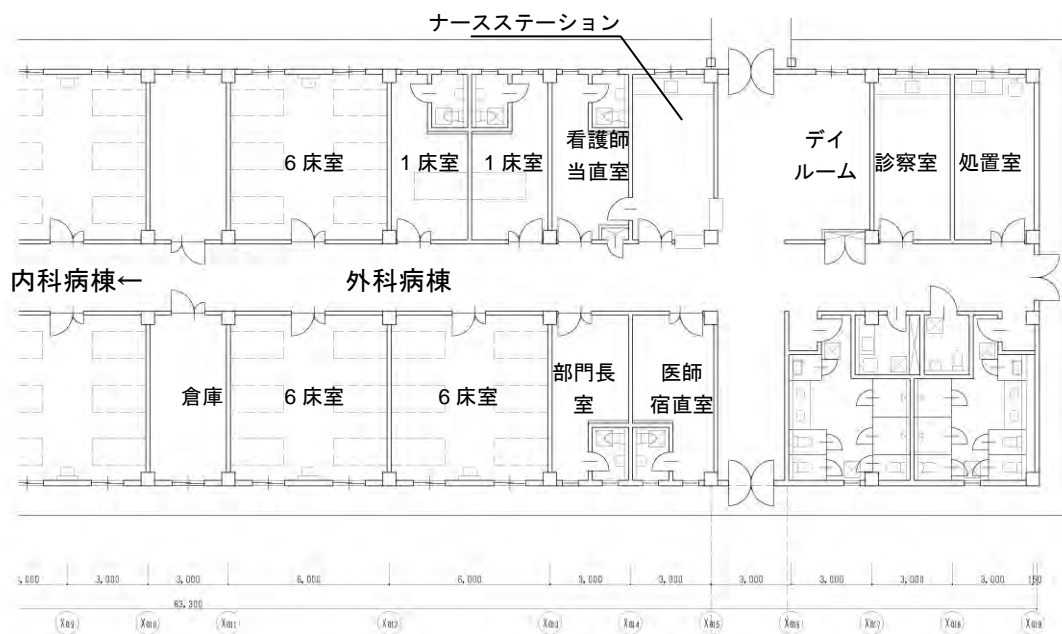 ナースステーション
6床室
1床室
1床室
看護師
当直室
デイ
ルーム
診察室
処置室
内科病棟←
外科病棟
倉庫
6床室
6床室
部門長
室
医師
宿直室
3,000 3,000 6,000 6,000 3,000 3,000 3,000 3,000 3,000 3,000
63,300